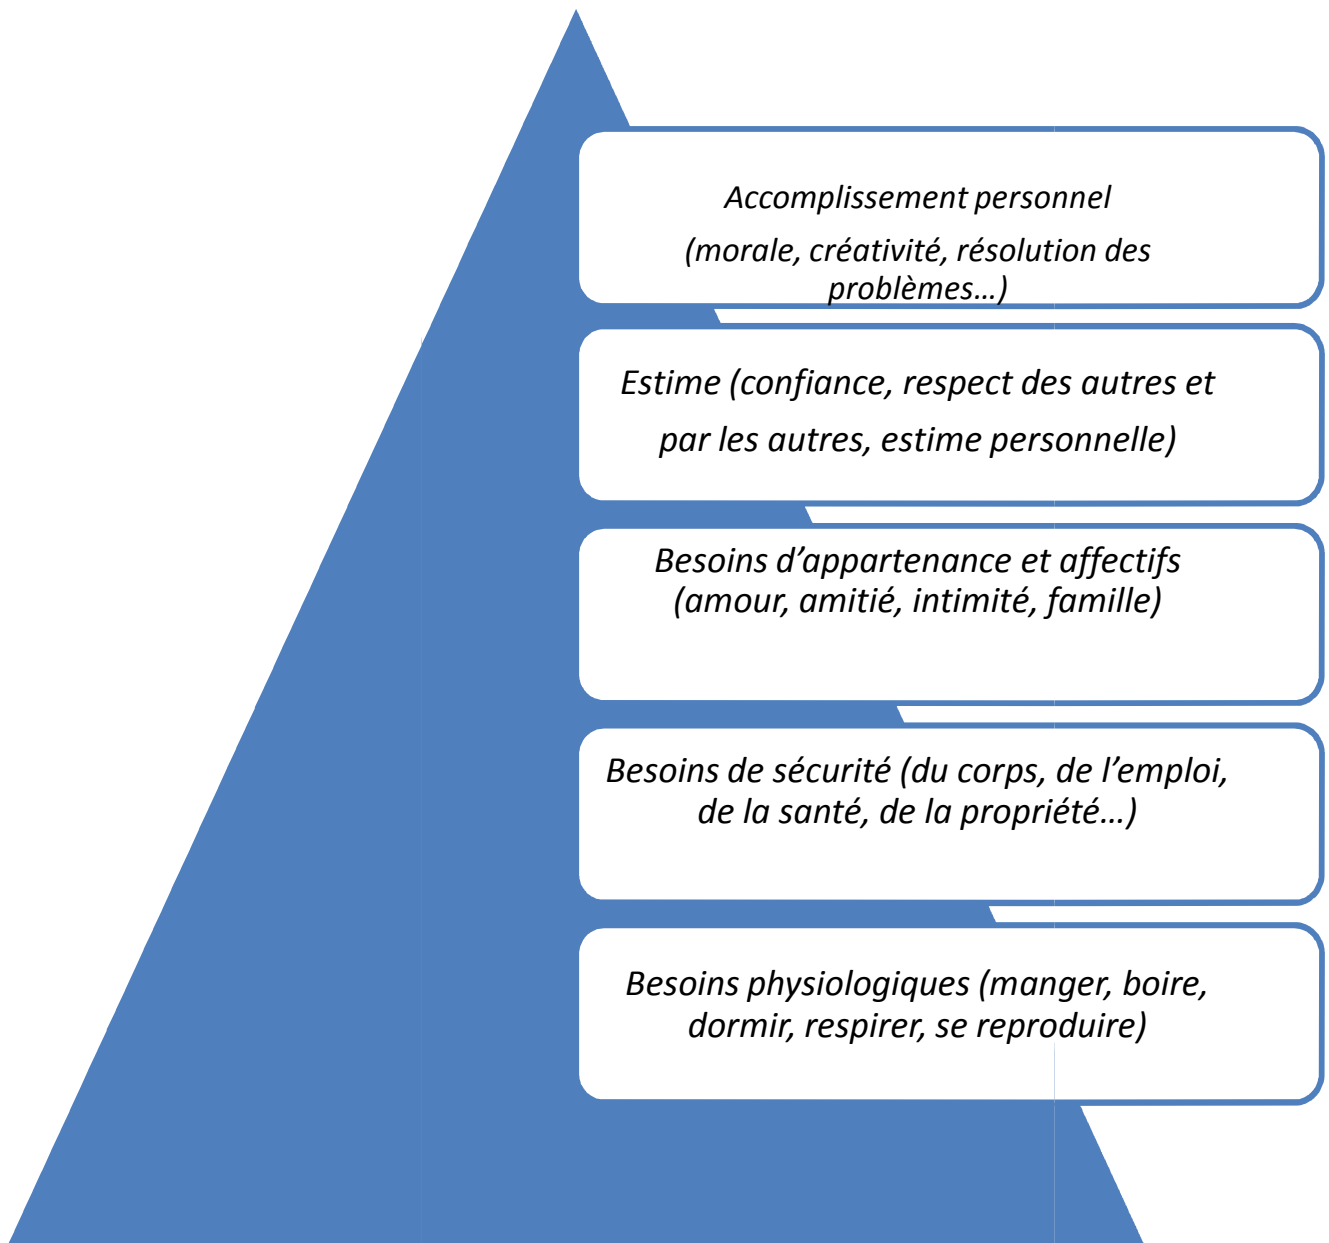 Accomplissement personnel
(morale, créativité, résolution des
problèmes…)
Estime (confiance, respect des autres et
par les autres, estime personnelle)
Besoins d’appartenance et affectifs
(amour, amitié, intimité, famille)
Besoins de sécurité (du corps, de l’emploi,
de la santé, de la propriété…)
Besoins physiologiques (manger, boire,
dormir, respirer, se reproduire)